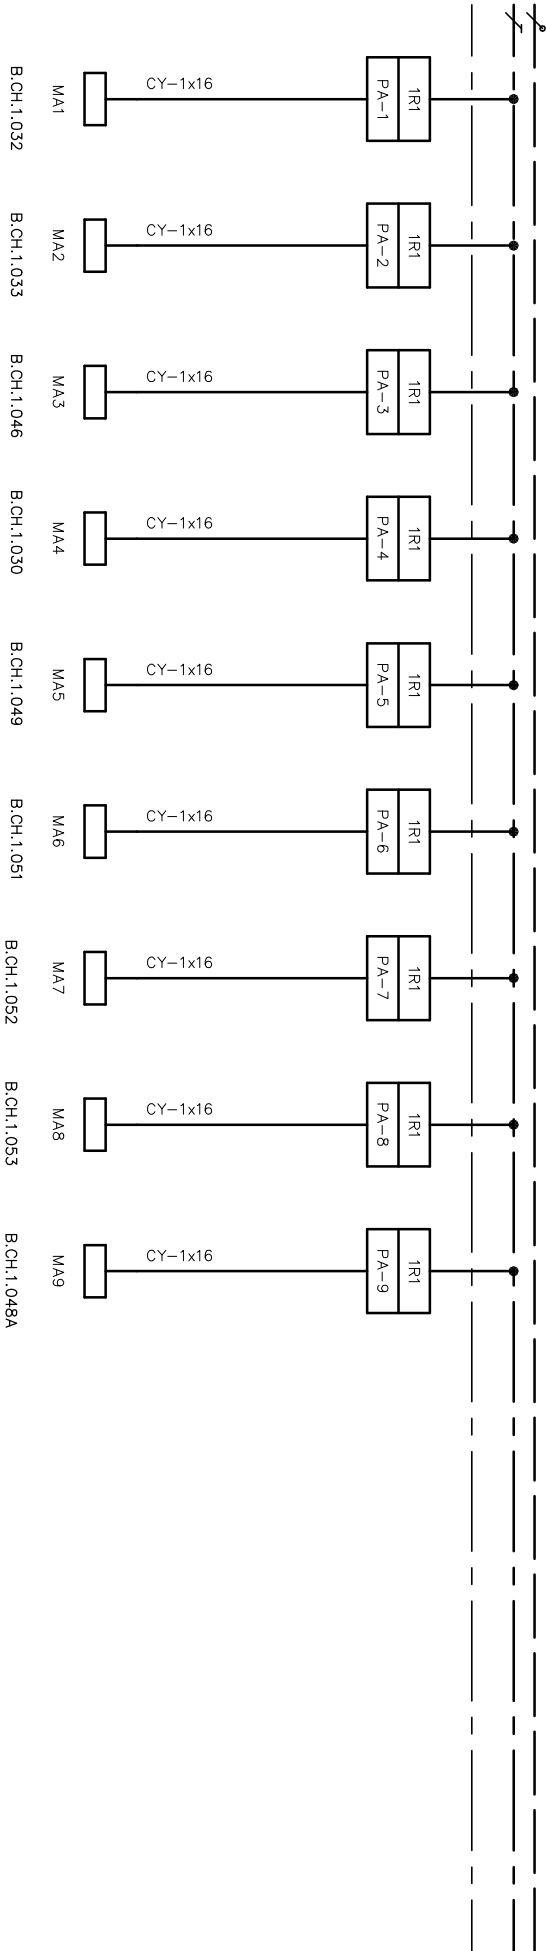 1R1
PA-1
CY-1x16
MA1
B.CH.1.032
1R1
PA-2
CY-1x16
MA2
B.CH.1.033
1R1
PA-3
CY-1x16
MA3
B.CH.1.046
1R1
PA-4
CY-1x16
MA4
B.CH.1.030
1R1
PA-5
CY-1x16
MA5
B.CH.1.049
1R1
PA-6
CY-1x16
MA6
B.CH.1.051
1R1
PA-7
CY-1x16
MA7
B.CH.1.052
1R1
PA-8
CY-1x16
MA8
B.CH.1.053
1R1
PA-9
CY-1x16
MA9
B.CH.1.048A